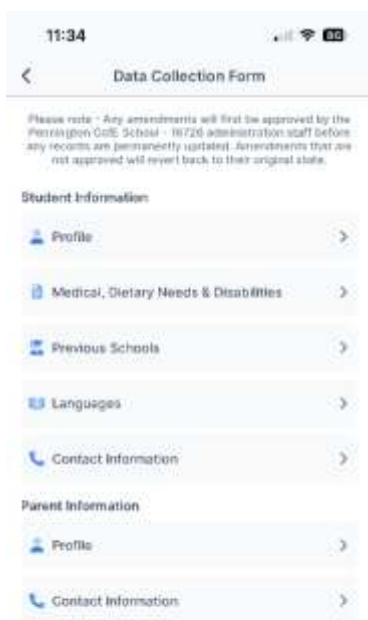 11:34
Data Collection Form
Please note - Any amendments will first be approved by the
Pennington CofE School - 16726 administration staff before
any records are permanently updated. Amendments that are
not approved will revert back to their original state.
Student Information
Profile
Medical, Dietary Needs & Disabilities
Previous Schools
Languages
Contact Information
Parent Information
Profile
Contact Information